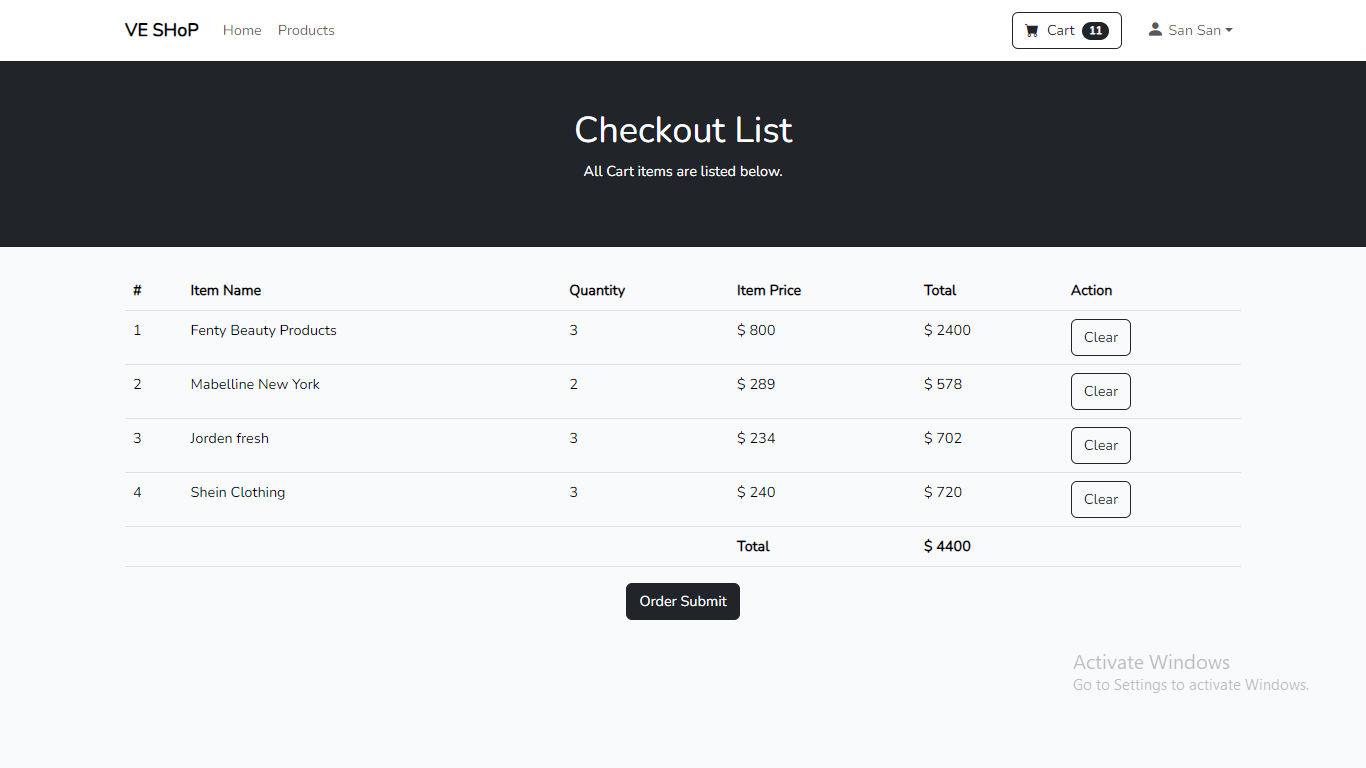 VE SHoP Home Products Cart 11 San San
Checkout List
All Cart items are listed below.
# Item Name Quantity Item Price Total Action
1 Fenty Beauty Products 3 $ 800 $ 2400 Clear
2 Mabelline New York 2 $ 289 $ 578 Clear
3 Jorden fresh 3 $ 234 $ 702 Clear
4 Shein Clothing 3 $ 240 $ 720 Clear
Total $ 4400
Order Submit
Activate Windows
Go to Settings to activate Windows.